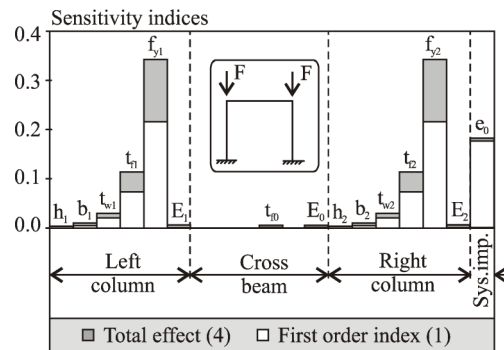 Sensitivity indices
0.4
0.3
0.2
0.1
0.0
F F
h1 b1 tw1 tf1 fy1 E1 tf0 E0 h2 b2 tw2 tf2 fy2 E2 e0
Left column
Cross beam
Right column
Sys.imp.
Total effect (4) First order index (1)